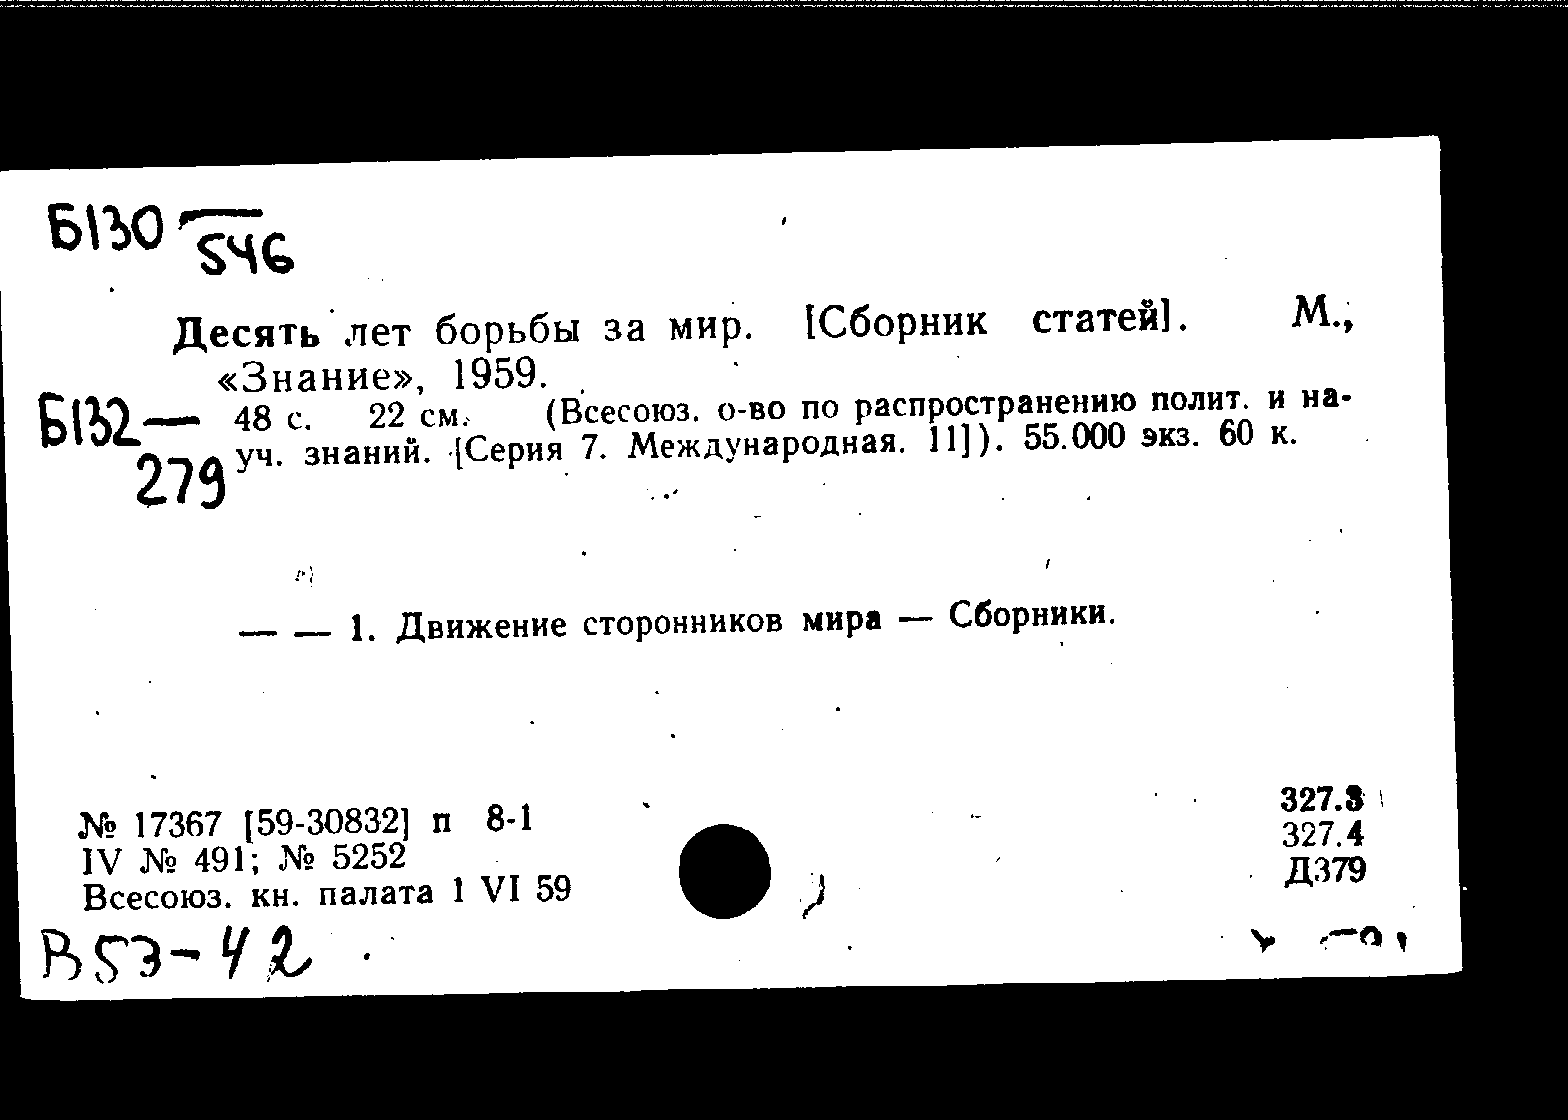 Б130 —
546
Десять лет борьбы за мир. [Сборник статей]. М.,
«Знание», 1959.
Б132 — 48 с. 22 см. (Всесоюз. о-во по распространению полит. и на-
279 уч. знаний. [Серия 7. Международная. 11]). 55.000 экз. 60 к.
— — 1. Движение сторонников мира — Сборники.
№ 17367 [59-30832] п 8-1
IV № 491; № 5252
Всесоюз. кн. палата 1 VI 59
327.3
327.4
Д379
В53-42